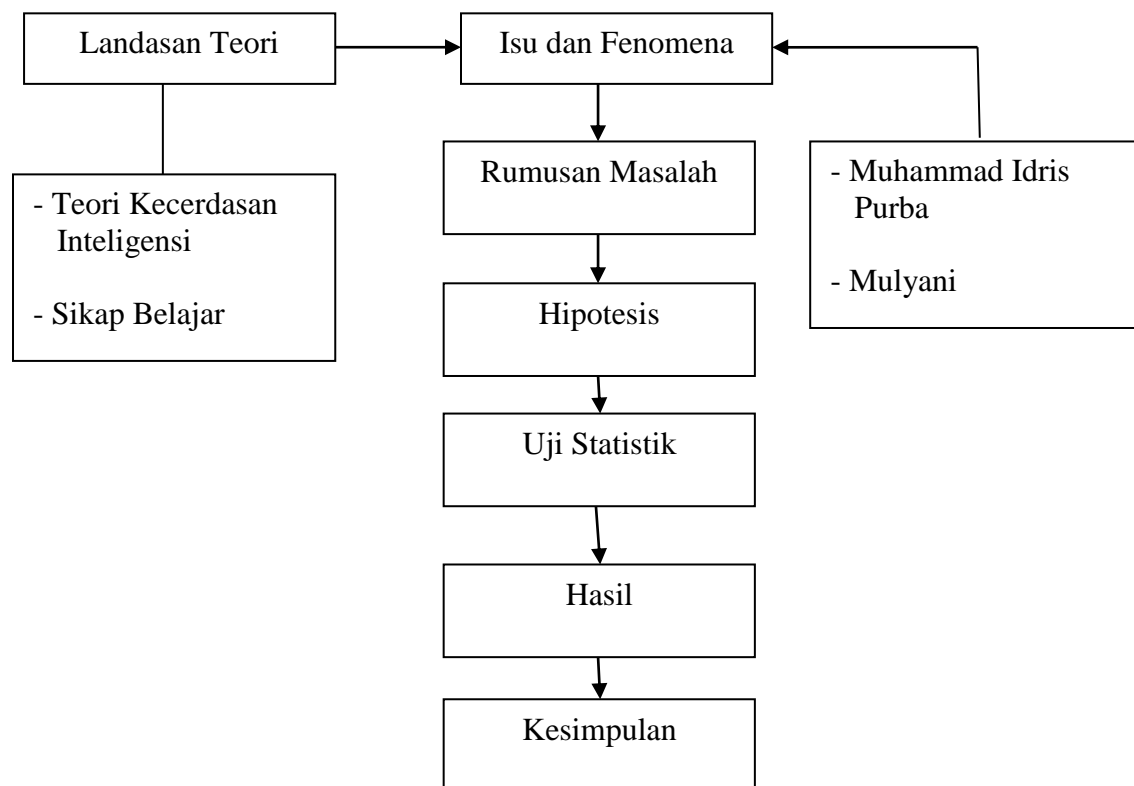 Landasan Teori
Isu dan Fenomena
Rumusan Masalah
- Teori Kecerdasan
Inteligensi
- Sikap Belajar
- Muhammad Idris
Purba
- Mulyani
Hipotesis
Uji Statistik
Hasil
Kesimpulan